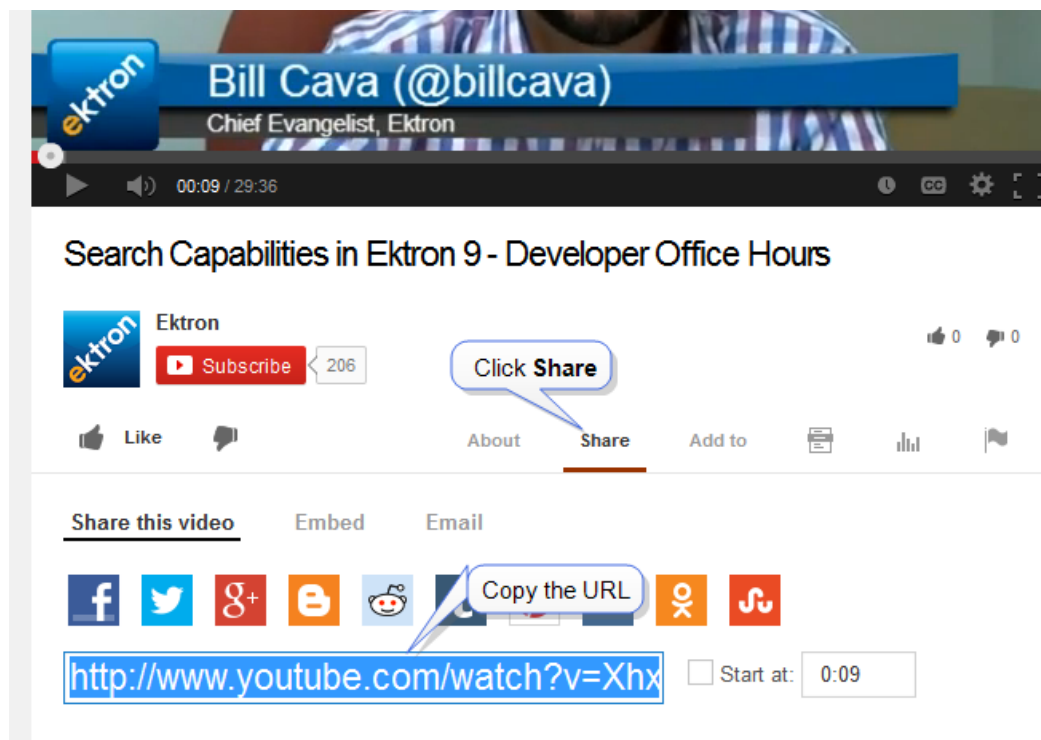 ektron
Bill Cava (@billcava)
Chief Evangelist, Ektron
00:09 / 29:36
CC
Search Capabilities in Ektron 9 - Developer Office Hours
ektron
Ektron
Subscribe 206
0 0
Click Share
Like About Share Add to
Share this video Embed Email
Copy the URL
http://www.youtube.com/watch?v=Xhx Start at: 0:09